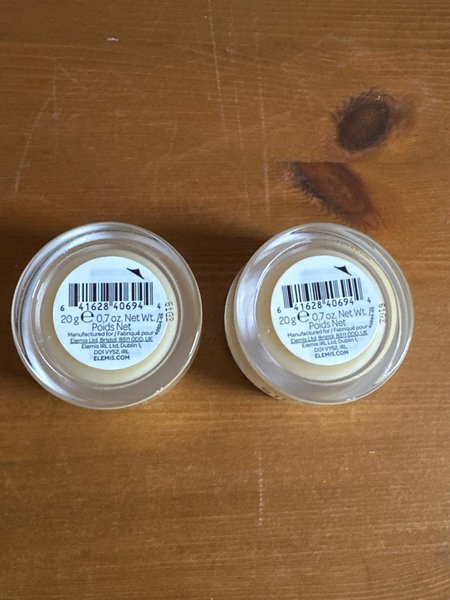 6 41628 40694 4
20 g e 0,7 oz. Net Wt.
Poids Net
Manufactured for / Fabriqué pour
Elemis Ltd, Bristol, BS11 0DD, UK
Elemis IRL Ltd, Dublin 1,
D01 VY52, IRL
ELEMIS.COM
6 41628 40694 4
20 g e 0,7 oz. Net Wt.
Poids Net
Manufactured for / Fabriqué pour
Elemis Ltd, Bristol, BS11 0DD, UK
Elemis IRL Ltd, Dublin 1,
D01 VY52, IRL
ELEMIS.COM